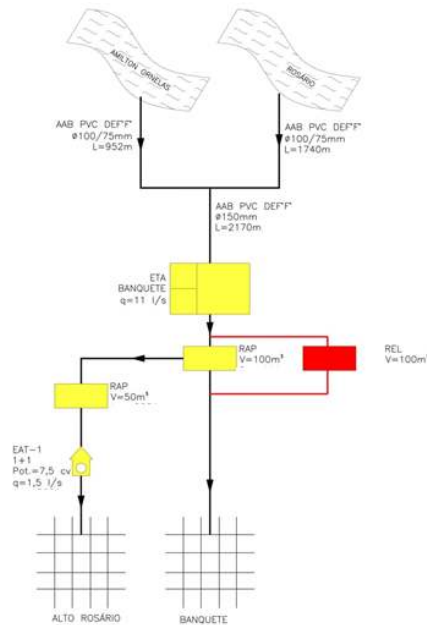 AMILTON ORNELAS
ROSÁRIO
AAB PVC DEF°F°
ø100/75mm
L=952m
AAB PVC DEF°F°
ø100/75mm
L=1740m
AAB PVC DEF°F°
ø150mm
L=2170m
ETA
BANQUETE
q=11 l/s
RAP
V=100m³
REL
V=100m³
RAP
V=50m³
EAT-1
1+1
Pot.=7,5 cv
q=1,5 l/s
ALTO ROSÁRIO
BANQUETE